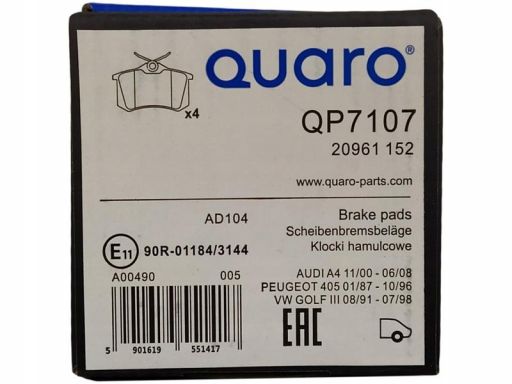 QUARO®
x4
QP7107
20961 152
www.quaro-parts.com
AD104
Brake pads
Scheibenbremsbeläge
Klocki hamulcowe
E11 90R-01184/3144
A00490 005
AUDI A4 11/00 - 06/08
PEUGEOT 405 01/87 - 10/96
VW GOLF III 08/91 - 07/98
5 901619 551417
EAC